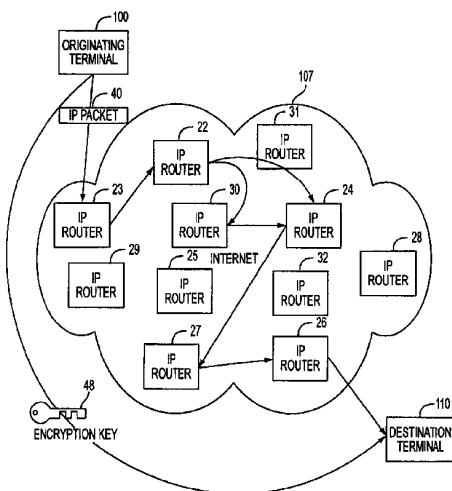 100
ORIGINATING
TERMINAL
40
IP PACKET
107
31
IP
ROUTER
22
IP
ROUTER
23
IP
ROUTER
30
IP
ROUTER
24
IP
ROUTER
29
IP
ROUTER
25
IP
ROUTER
INTERNET
32
IP
ROUTER
28
IP
ROUTER
27
IP
ROUTER
26
IP
ROUTER
48
ENCRYPTION KEY
110
DESTINATION
TERMINAL